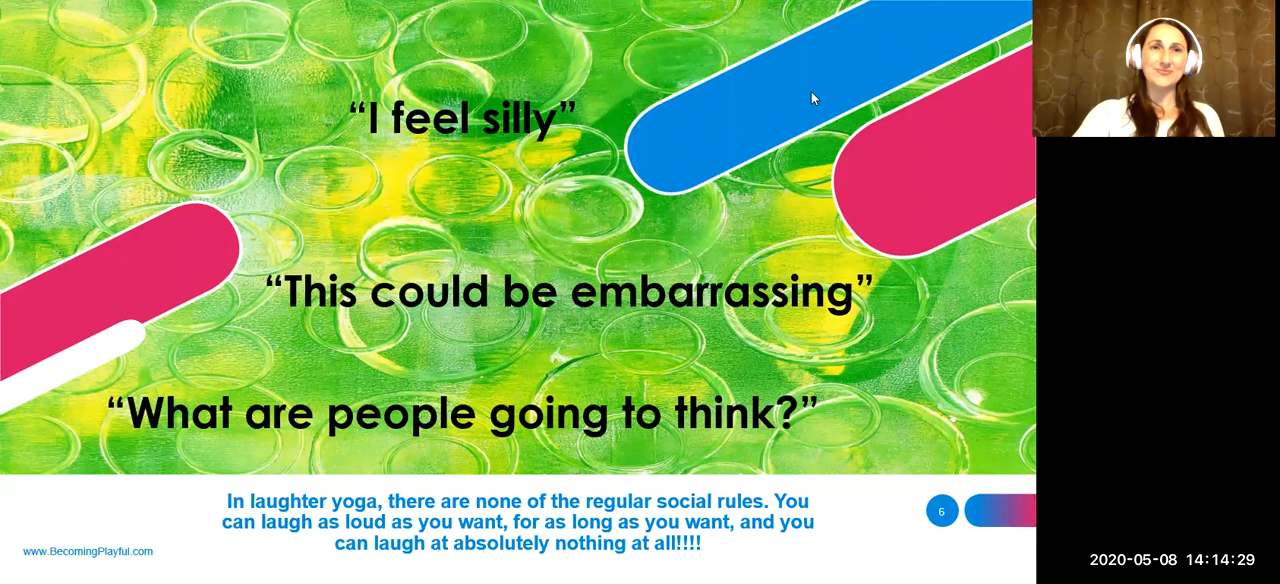 “I feel silly”
“This could be embarrassing”
“What are people going to think?”
In laughter yoga, there are none of the regular social rules. You
can laugh as loud as you want, for as long as you want, and you
can laugh at absolutely nothing at all!!!!
www.BecomingPlayful.com
6
2020-05-08 14:14:29